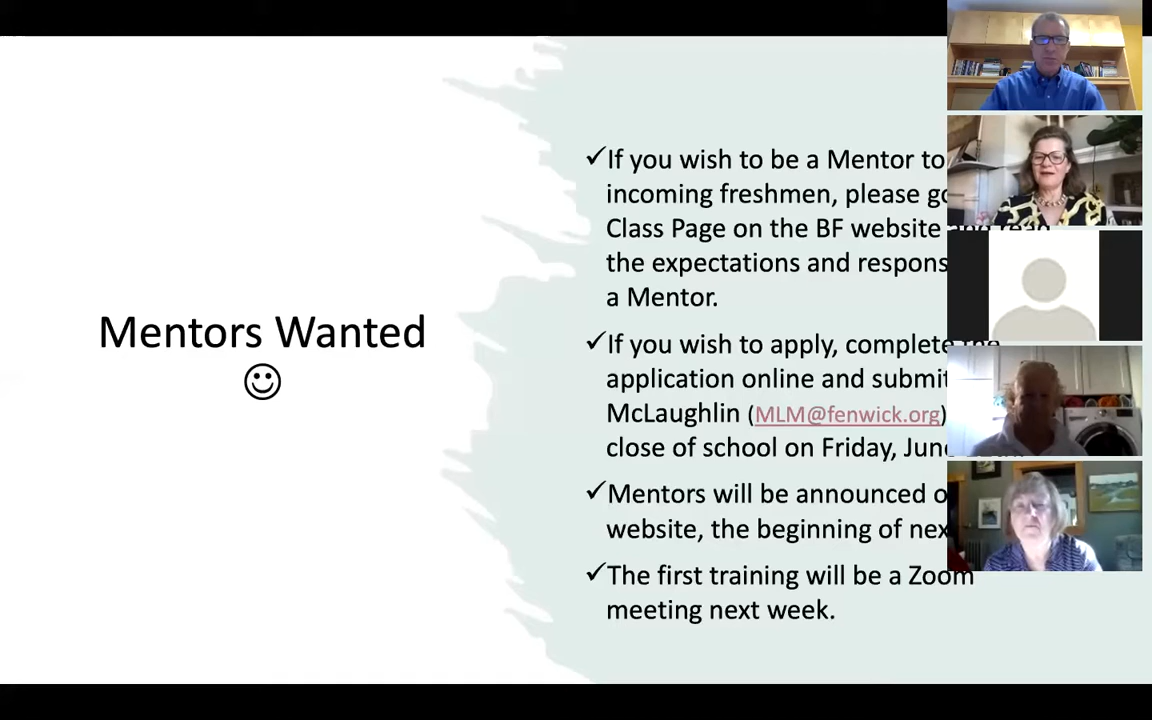 Mentors Wanted
☺
✓If you wish to be a Mentor to
incoming freshmen, please go
Class Page on the BF website and read
the expectations and respons
a Mentor.
✓If you wish to apply, complete the
application online and submit
McLaughlin (MLM@fenwick.org)
close of school on Friday, June
✓Mentors will be announced o
website, the beginning of nex
✓The first training will be a Zoom
meeting next week.